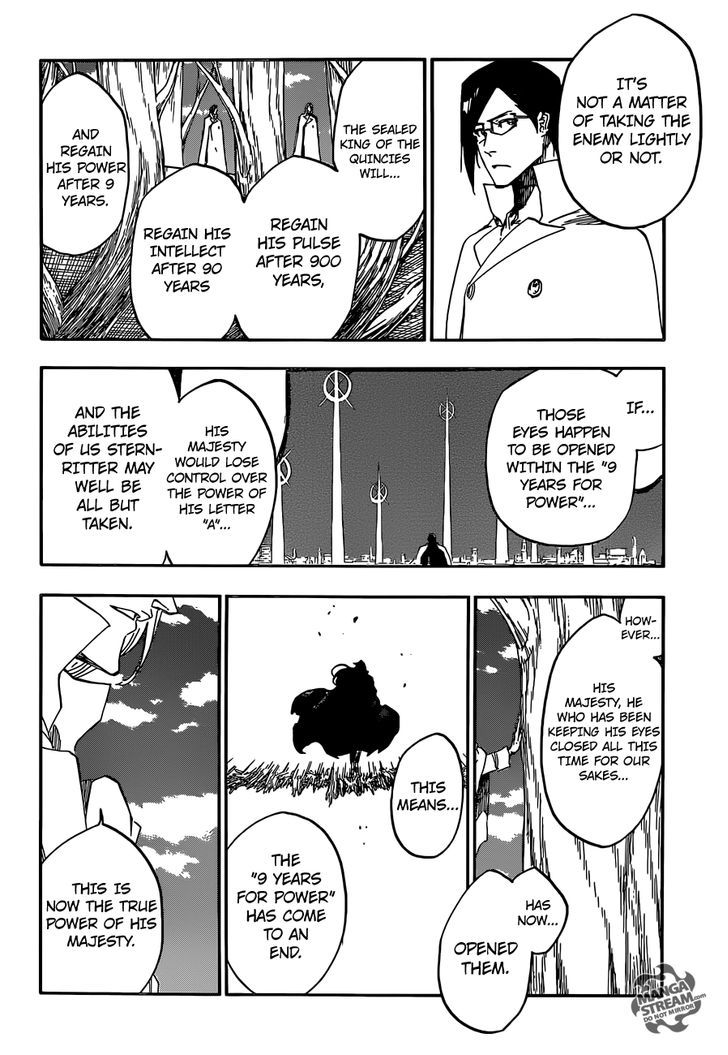 IT'S
NOT A MATTER
OF TAKING THE
ENEMY LIGHTLY
OR NOT.
THE SEALED
KING OF THE
QUINCIES
WILL...
REGAIN
HIS PULSE
AFTER 900
YEARS,
REGAIN HIS
INTELLECT
AFTER 90
YEARS
AND
REGAIN
HIS POWER
AFTER 9
YEARS.
IF...
THOSE
EYES HAPPEN
TO BE OPENED
WITHIN THE "9
YEARS FOR
POWER"...
HIS
MAJESTY
WOULD LOSE
CONTROL OVER
THE POWER OF
HIS LETTER
"A"...
AND THE
ABILITIES
OF US STERN-
RITTER MAY
WELL BE
ALL BUT
TAKEN.
HOW-
EVER...
HIS
MAJESTY, HE
WHO HAS BEEN
KEEPING HIS EYES
CLOSED ALL THIS
TIME FOR OUR
SAKES...
HAS
NOW...
OPENED
THEM.
THIS
MEANS...
THE
"9 YEARS
FOR POWER"
HAS COME TO
AN
END.
THIS IS
NOW THE TRUE
POWER OF HIS
MAJESTY.
MANGA
STREAM.com
DO NOT MIRROR